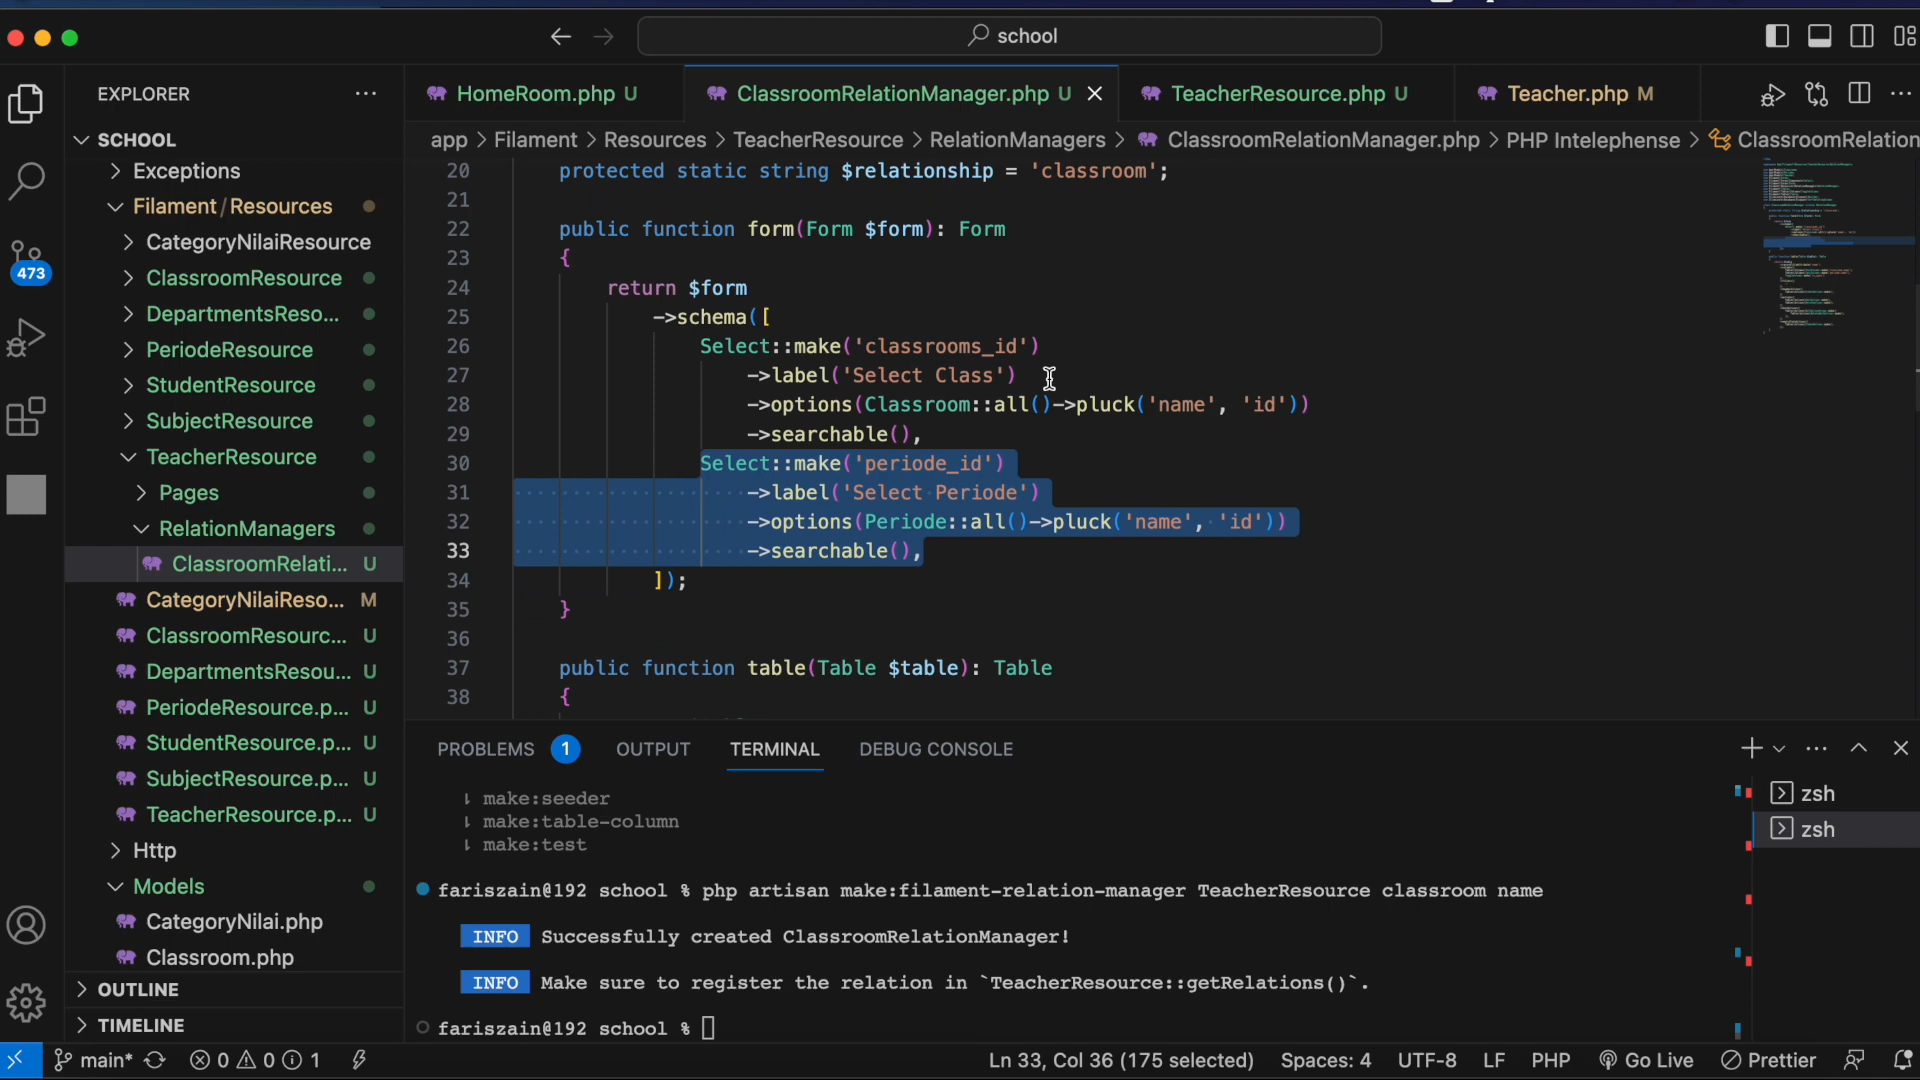 school
EXPLORER
HomeRoom.php U
ClassroomRelationManager.php U
TeacherResource.php U
Teacher.php M
app > Filament > Resources > TeacherResource > RelationManagers > ClassroomRelationManager.php > PHP Intelephense > ClassroomRelation
SCHOOL
Exceptions
Filament/Resources
CategoryNilaiResource
ClassroomResource
DepartmentsReso...
PeriodeResource
StudentResource
SubjectResource
TeacherResource
Pages
RelationManagers
ClassroomRelati... U
CategoryNilaiReso... M
ClassroomResourc... U
DepartmentsResou... U
PeriodeResource.p... U
StudentResource.p... U
SubjectResource.p... U
TeacherResource.p... U
Http
Models
CategoryNilai.php
Classroom.php
OUTLINE
TIMELINE
473
20 protected static string $relationship = 'classroom';
21
22 public function form(Form $form): Form
23 {
24 return $form
25 ->schema([
26 Select::make('classrooms_id')
27 ->label('Select Class')
28 ->options(Classroom::all()->pluck('name', 'id'))
29 ->searchable(),
30 Select::make('periode_id')
31 ->label('Select Periode')
32 ->options(Periode::all()->pluck('name', 'id'))
33 ->searchable(),
34 ]);
35 }
36
37 public function table(Table $table): Table
38 {
PROBLEMS 1 OUTPUT TERMINAL DEBUG CONSOLE
⇂ make:seeder
⇂ make:table-column
⇂ make:test
fariszain@192 school % php artisan make:filament-relation-manager TeacherResource classroom name
INFO Successfully created ClassroomRelationManager!
INFO Make sure to register the relation in `TeacherResource::getRelations()`.
fariszain@192 school %
zsh
zsh
main* 0 0 1
Ln 33, Col 36 (175 selected) Spaces: 4 UTF-8 LF PHP Go Live Prettier